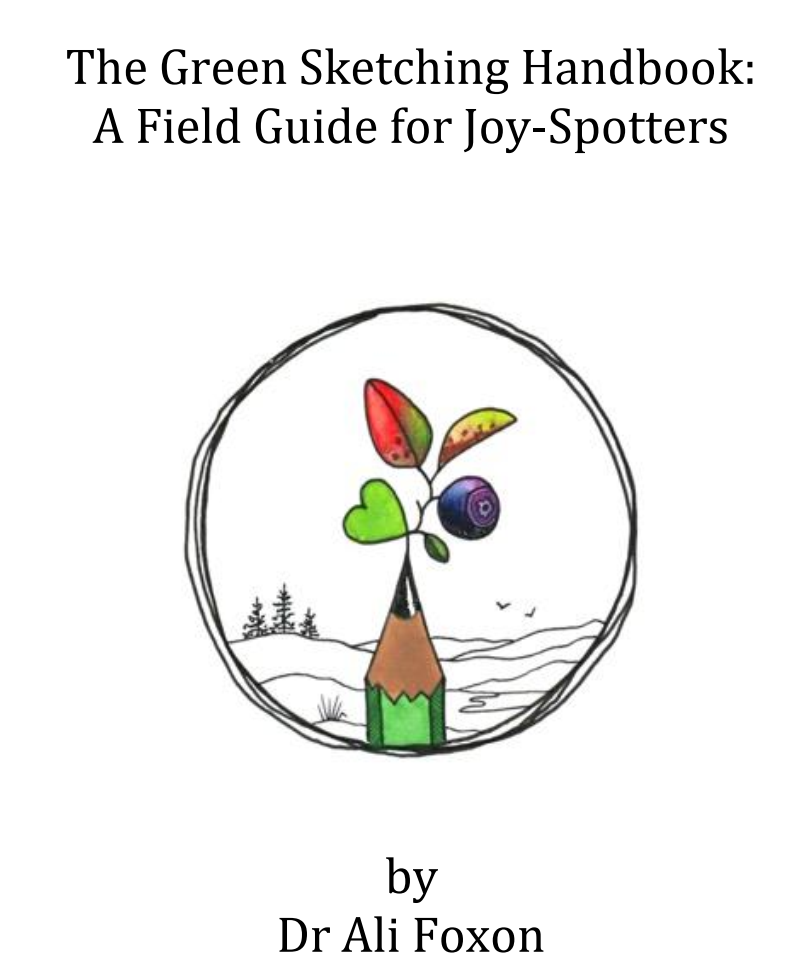 The Green Sketching Handbook:
A Field Guide for Joy-Spotters
by
Dr Ali Foxon